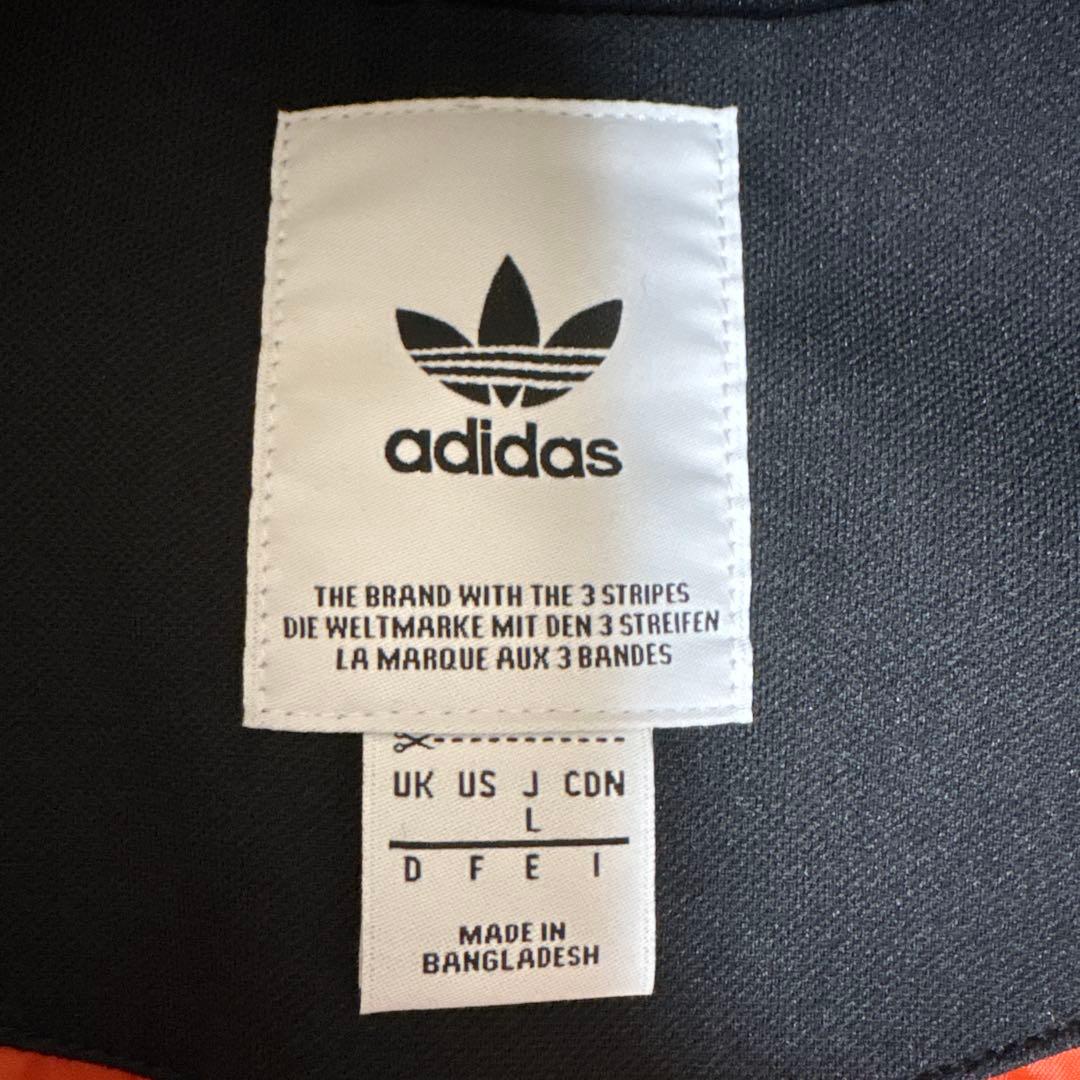 adidas
THE BRAND WITH THE 3 STRIPES
DIE WELTMARKE MIT DEN 3 STREIFEN
LA MARQUE AUX 3 BANDES
UK US J CDN
L
D F E I
MADE IN
BANGLADESH